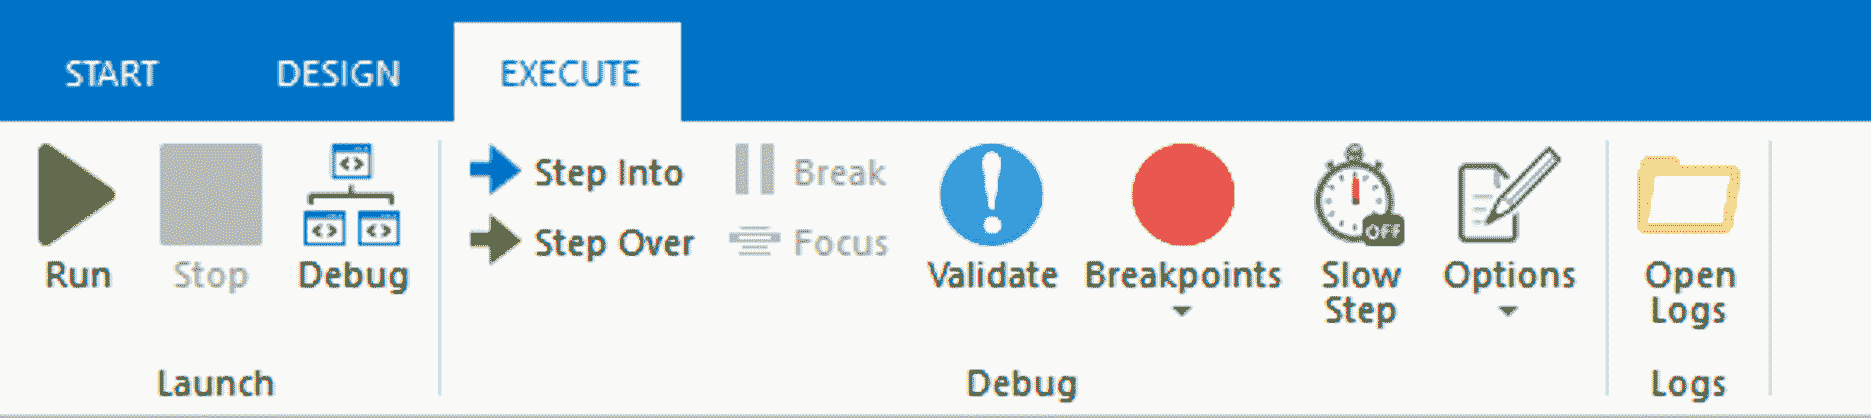 START DESIGN EXECUTE
Step Into Break
Step Over Focus
OFF
Run Stop Debug Validate Breakpoints Slow Step Options Open Logs
Launch Debug Logs